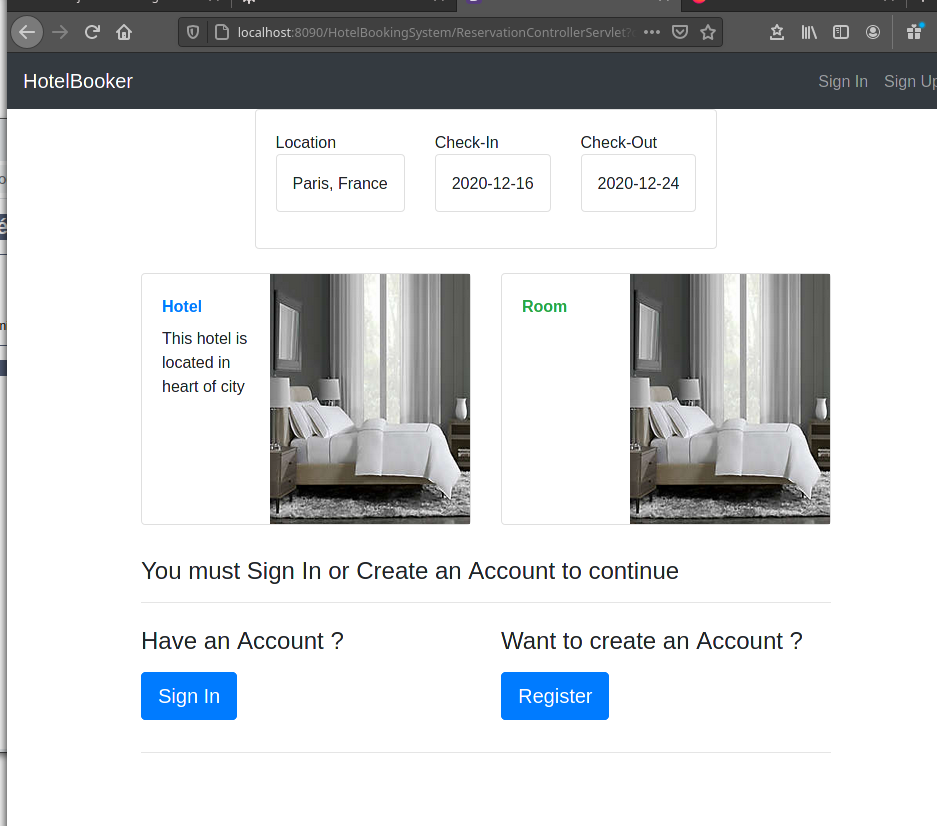 localhost:8090/HotelBookingSystem/ReservationControllerServlet?
HotelBooker
Sign In
Sign Up
Location
Check-In
Check-Out
Paris, France
2020-12-16
2020-12-24
Hotel
This hotel is
located in
heart of city
Room
You must Sign In or Create an Account to continue
Have an Account ?
Want to create an Account ?
Sign In
Register